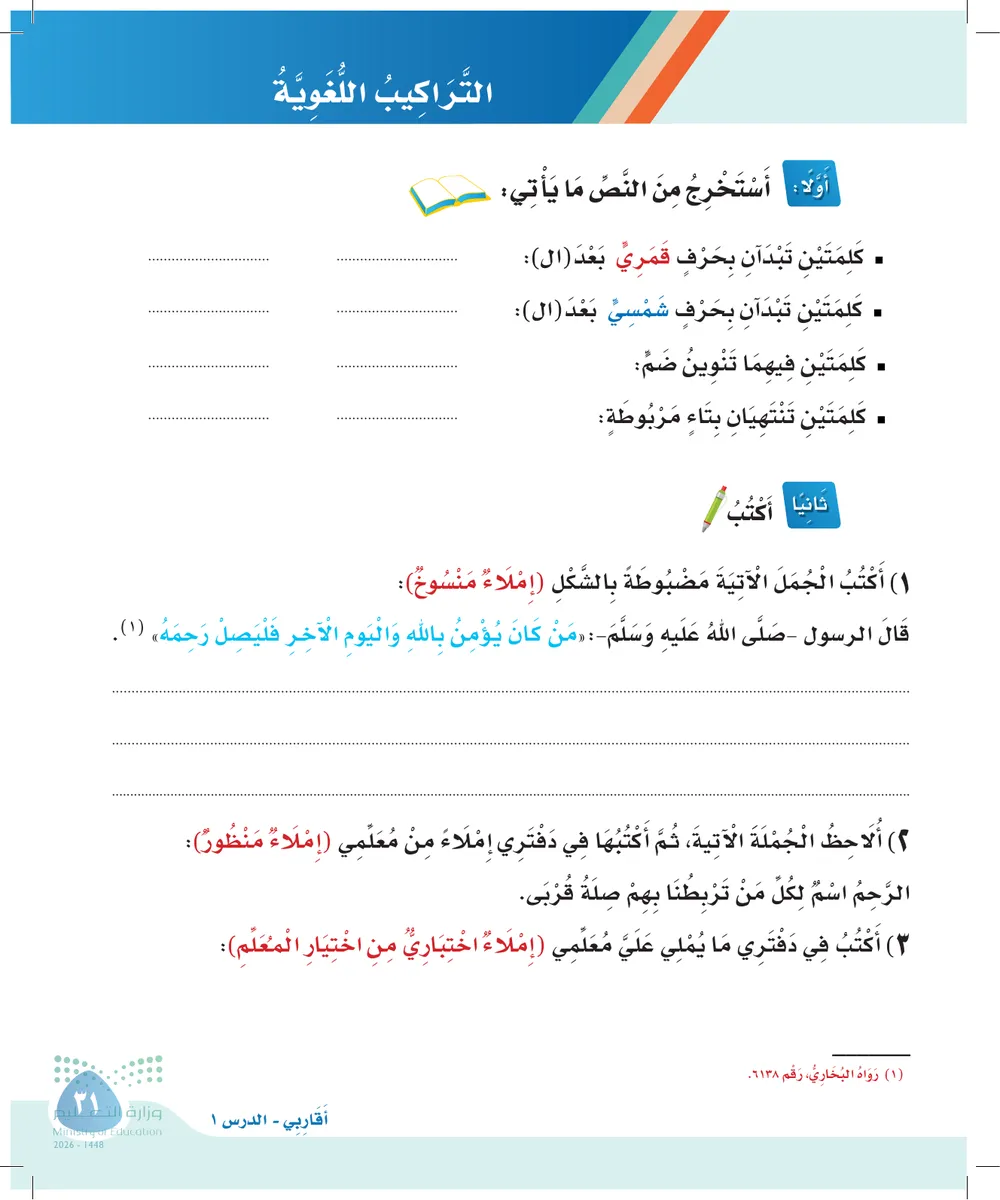 التَّرَاكِيبُ اللُّغَوِيَّةُ
أَوَّلًا: أَسْتَخْرِجُ مِنَ النَّصِّ مَا يَأْتِي:
▪ كَلِمَتَيْنِ تَبْدَآنِ بِحَرْفٍ قَمَرِيٍّ بَعْدَ (ال): .............................. ..............................
▪ كَلِمَتَيْنِ تَبْدَآنِ بِحَرْفٍ شَمْسِيٍّ بَعْدَ (ال): .............................. ..............................
▪ كَلِمَتَيْنِ فِيهِمَا تَنْوِينُ ضَمٍّ: .............................. ..............................
▪ كَلِمَتَيْنِ تَنْتَهِيَانِ بِتَاءٍ مَرْبُوطَةٍ: .............................. ..............................
ثَانِيًا أَكْتُبُ
١) أَكْتُبُ الْجُمَلَ الْآتِيَةَ مَضْبُوطَةً بِالشَّكْلِ (إِمْلَاءٌ مَنْسُوخٌ):
قَالَ الرسول -صَلَّى اللهُ عَلَيهِ وَسَلَّمَ-: «مَنْ كَانَ يُؤْمِنُ بِاللهِ وَالْيَومِ الْآخِرِ فَلْيَصِلْ رَحِمَهُ» (١).
٢) أُلَاحِظُ الْجُمْلَةَ الْآتِيةَ، ثُمَّ أَكْتُبُهَا فِي دَفْتَرِي إِمْلَاءً مِنْ مُعَلِّمِي (إِمْلَاءٌ مَنْظُورٌ):
الرَّحِمُ اسْمٌ لِكُلِّ مَنْ تَرْبِطُنَا بِهِمْ صِلَةُ قُرْبَى.
٣) أَكْتُبُ فِي دَفْتَرِي مَا يُمْلِي عَلَيَّ مُعَلِّمِي (إِمْلَاءٌ اخْتِبَارِيٌّ مِنِ اخْتِيَارِ الْمُعَلِّمِ):
(١) رَوَاهُ البُخَارِيُّ، رَقْم ٦١٣٨.
أَقَارِبِي - الدرس ١
٣١
وزارة التعليم
Ministry of Education
2026 - 1448